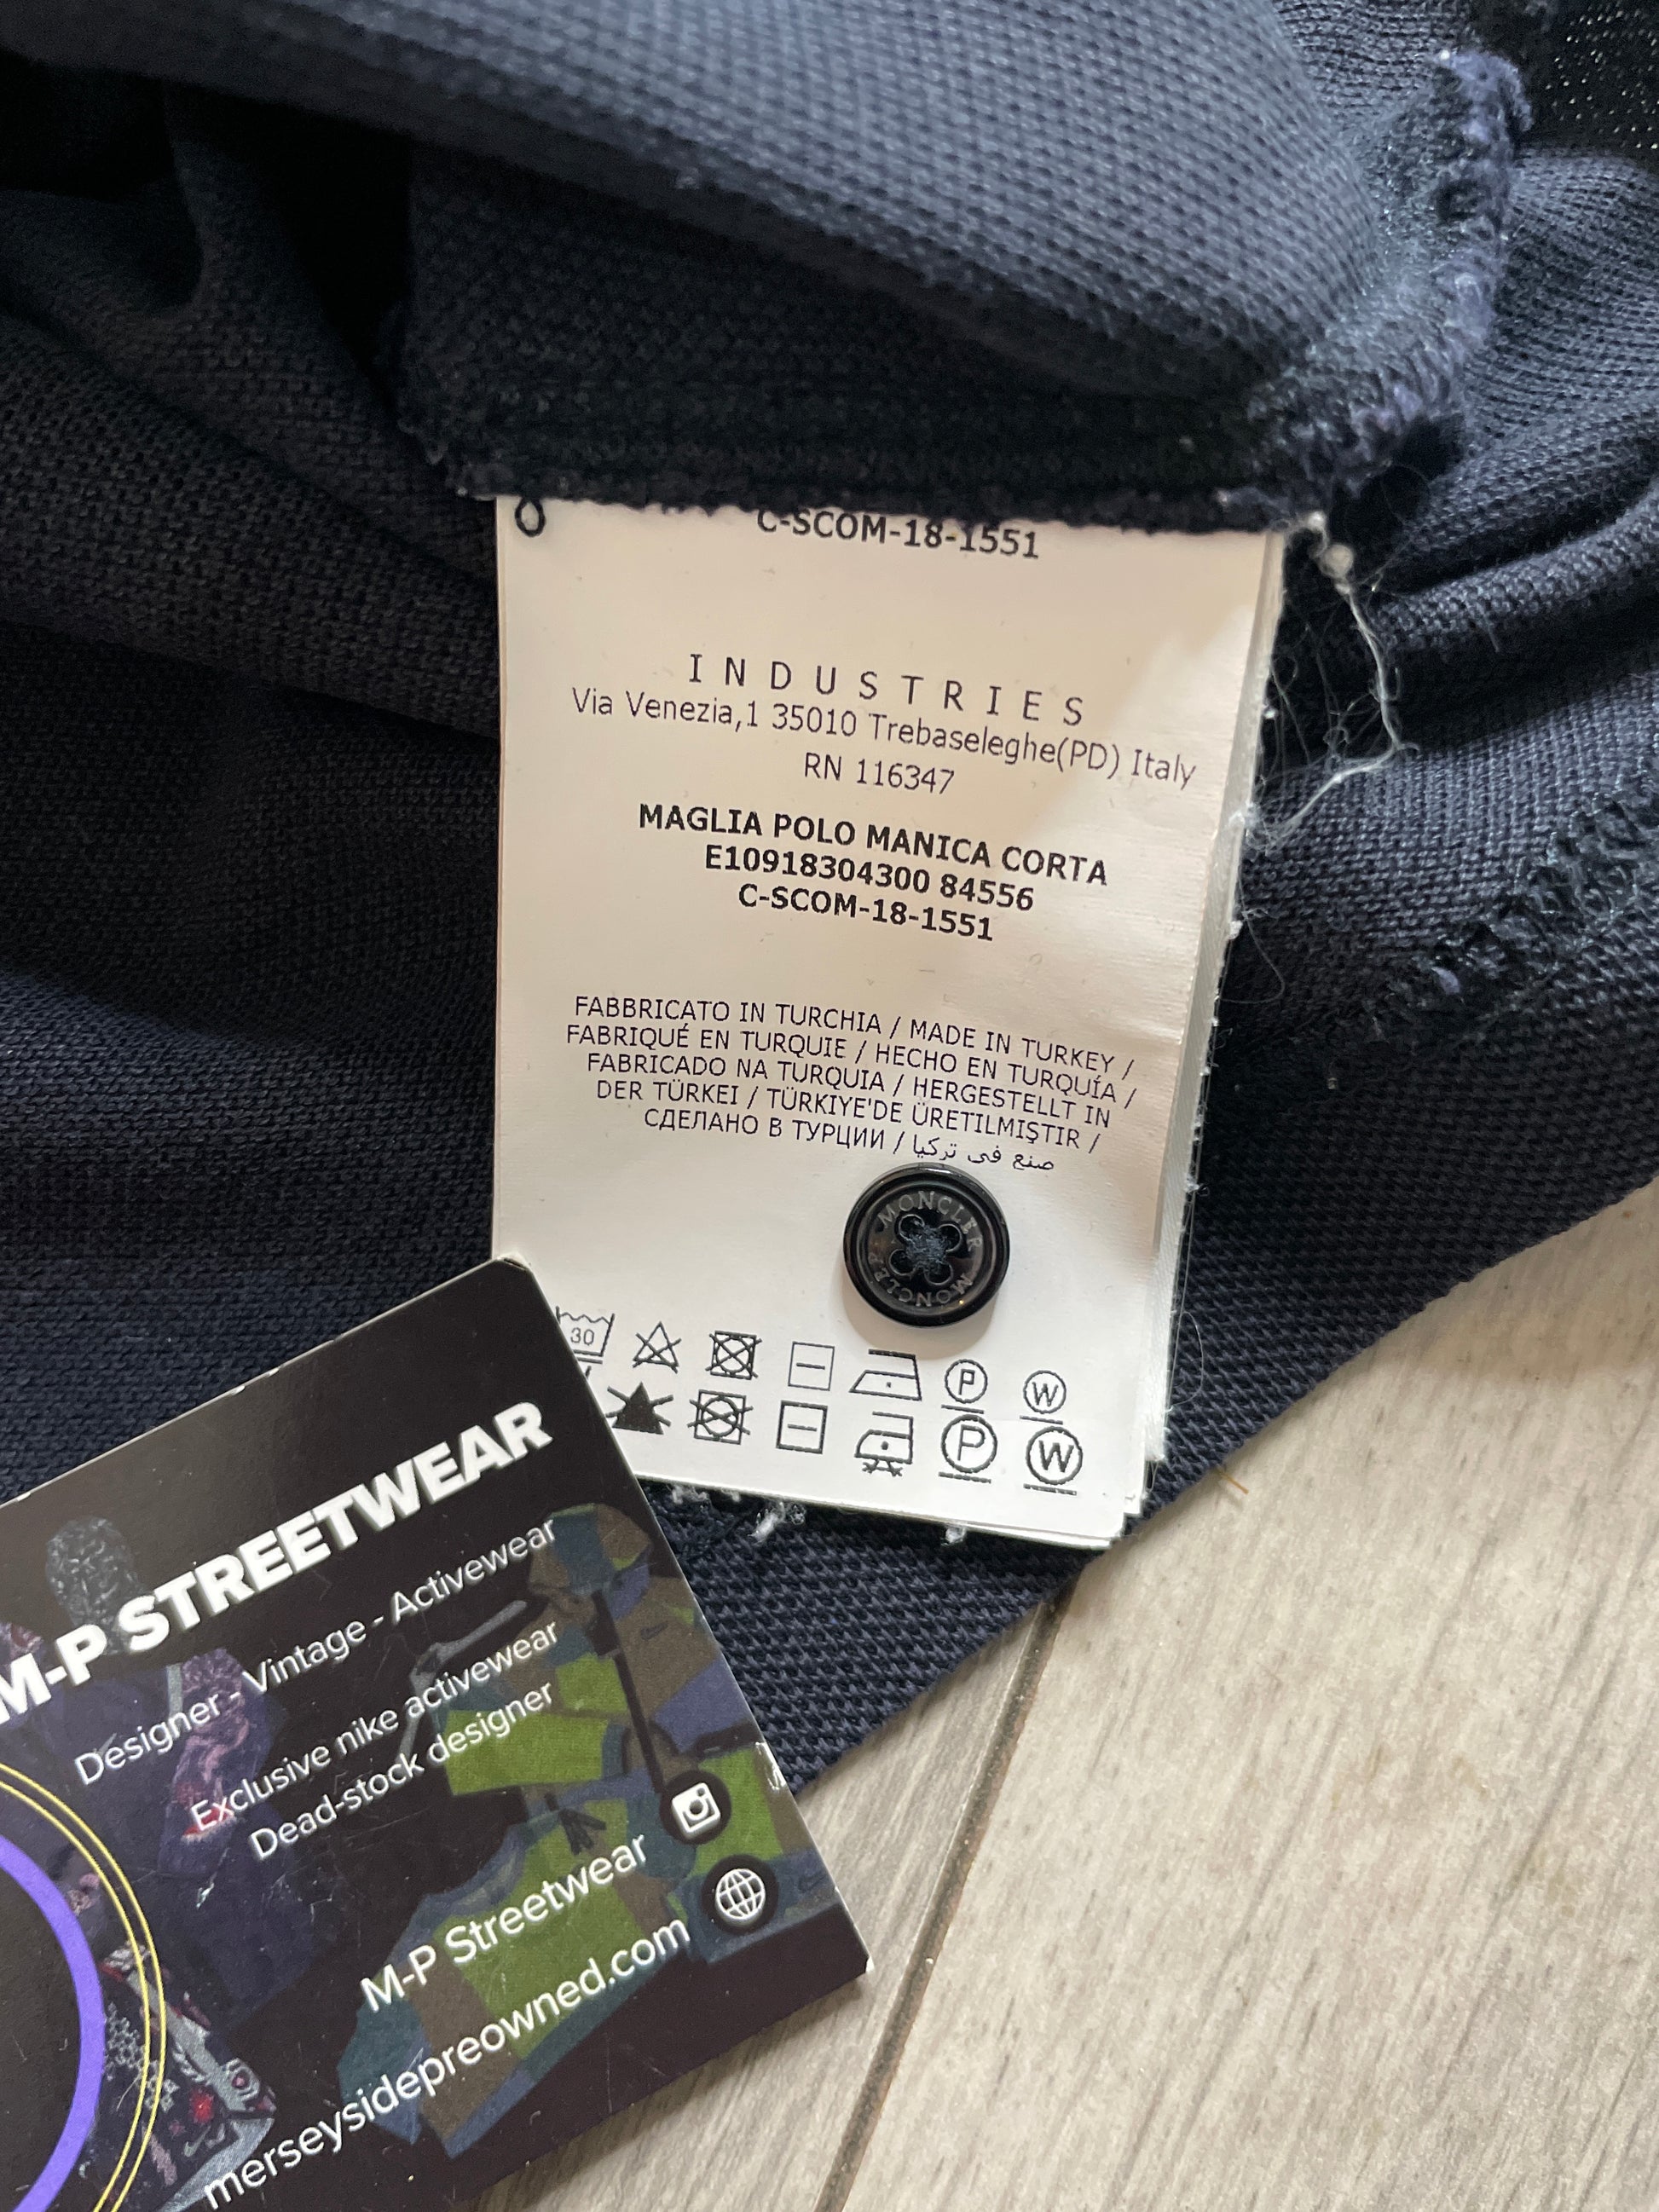 C-SCOM-18-1551
INDUSTRIES
Via Venezia,1 35010 Trebaseleghe(PD) Italy
RN 116347
MAGLIA POLO MANICA CORTA
E10918304300 84556
C-SCOM-18-1551
FABBRICATO IN TURCHIA / MADE IN TURKEY /
FABRIQUÉ EN TURQUIE / HECHO EN TURQUÍA /
FABRICADO NA TURQUIA / HERGESTELLT IN
DER TÜRKEI / TÜRKIYE'DE ÜRETILMIŞTIR /
СДЕЛАНО В ТУРЦИИ / صنع في تركيا
MONCLER
MONCLER
30
P
W
P
W
M-P STREETWEAR
Designer - Vintage - Activewear
Exclusive nike activewear
Dead-stock designer
M-P Streetwear
merseysidepreowned.com